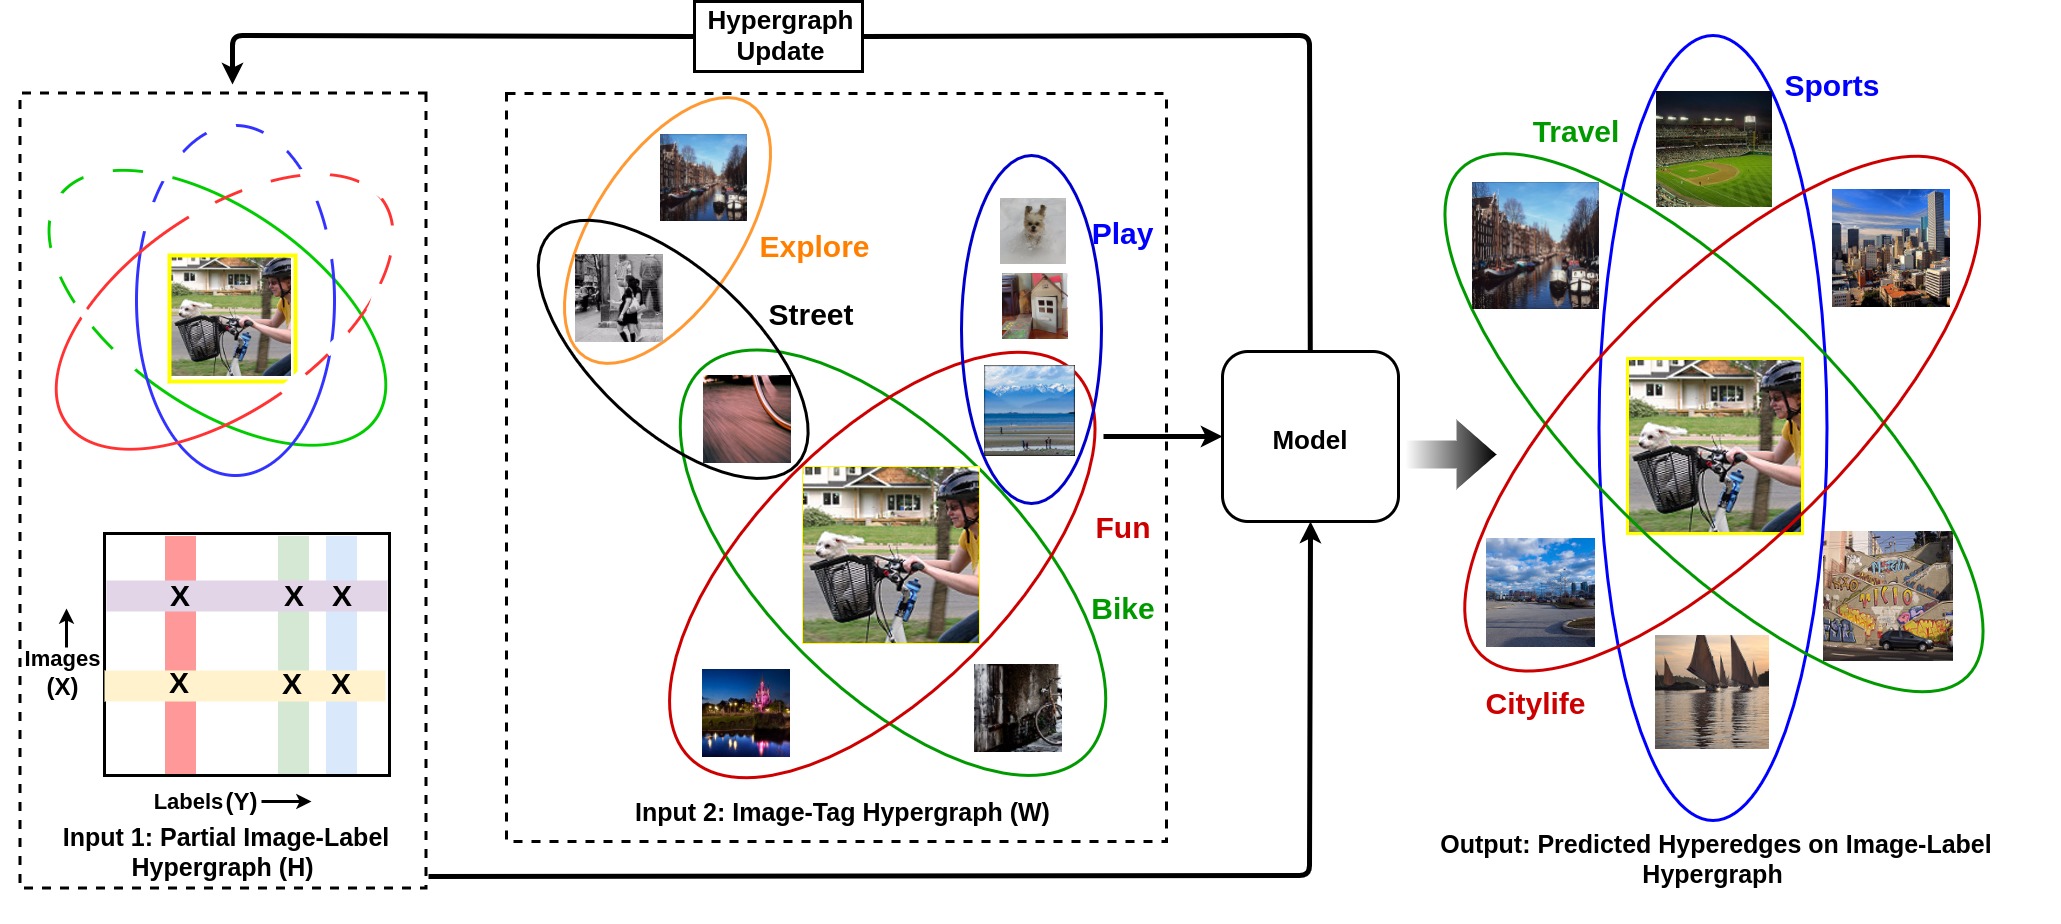 Hypergraph
Update
X X X
X X X
Images
(X)
Labels (Y)
Input 1: Partial Image-Label
Hypergraph (H)
Explore
Street
Play
Fun
Bike
Input 2: Image-Tag Hypergraph (W)
Model
Sports
Travel
Citylife
Output: Predicted Hyperedges on Image-Label
Hypergraph